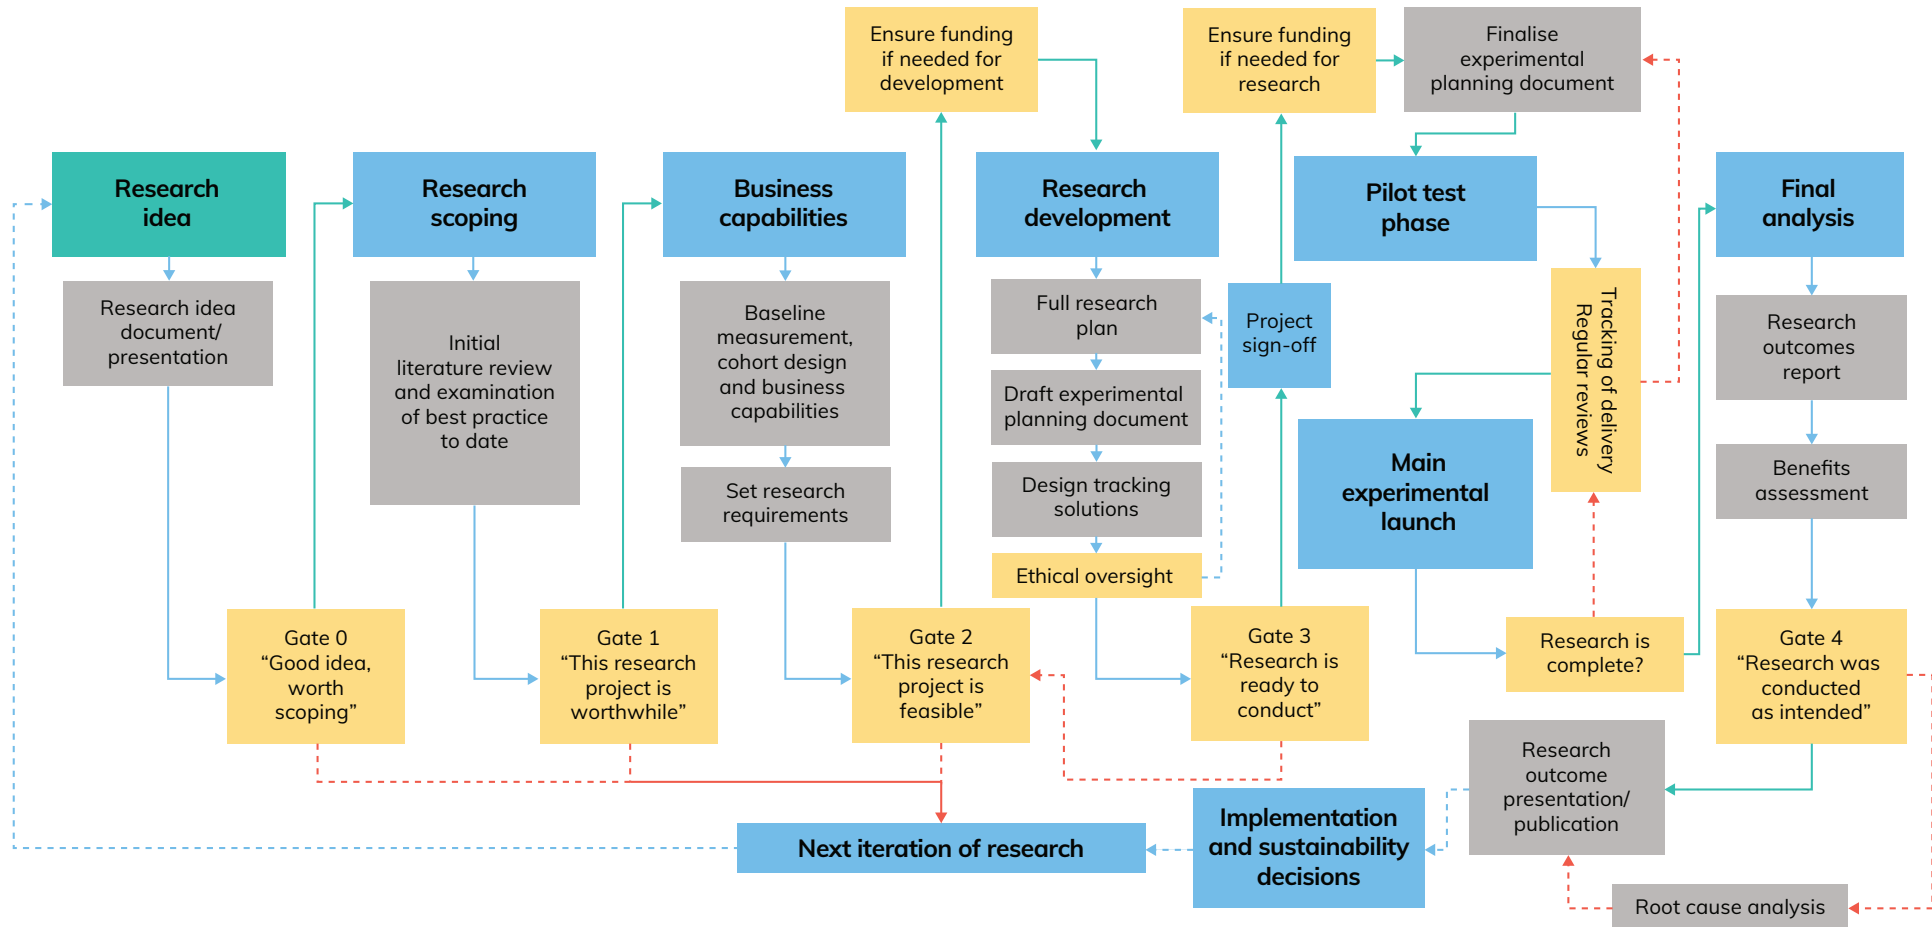 Ensure funding
if needed for
development
Ensure funding
if needed for
research
Finalise
experimental
planning document
Research
idea
Research
scoping
Business
capabilities
Research
development
Pilot test
phase
Final
analysis
Research idea
document/
presentation
Initial
literature review
and examination
of best practice
to date
Baseline
measurement,
cohort design
and business
capabilities
Set research
requirements
Full research
plan
Draft experimental
planning document
Design tracking
solutions
Ethical oversight
Project
sign-off
Tracking of delivery
Regular reviews
Main
experimental
launch
Research
outcomes
report
Benefits
assessment
Gate 0
“Good idea,
worth
scoping”
Gate 1
“This research
project is
worthwhile”
Gate 2
“This research
project is
feasible”
Gate 3
“Research is
ready to
conduct”
Research is
complete?
Gate 4
“Research was
conducted
as intended”
Research
outcome
presentation/
publication
Implementation
and sustainability
decisions
Next iteration of research
Root cause analysis